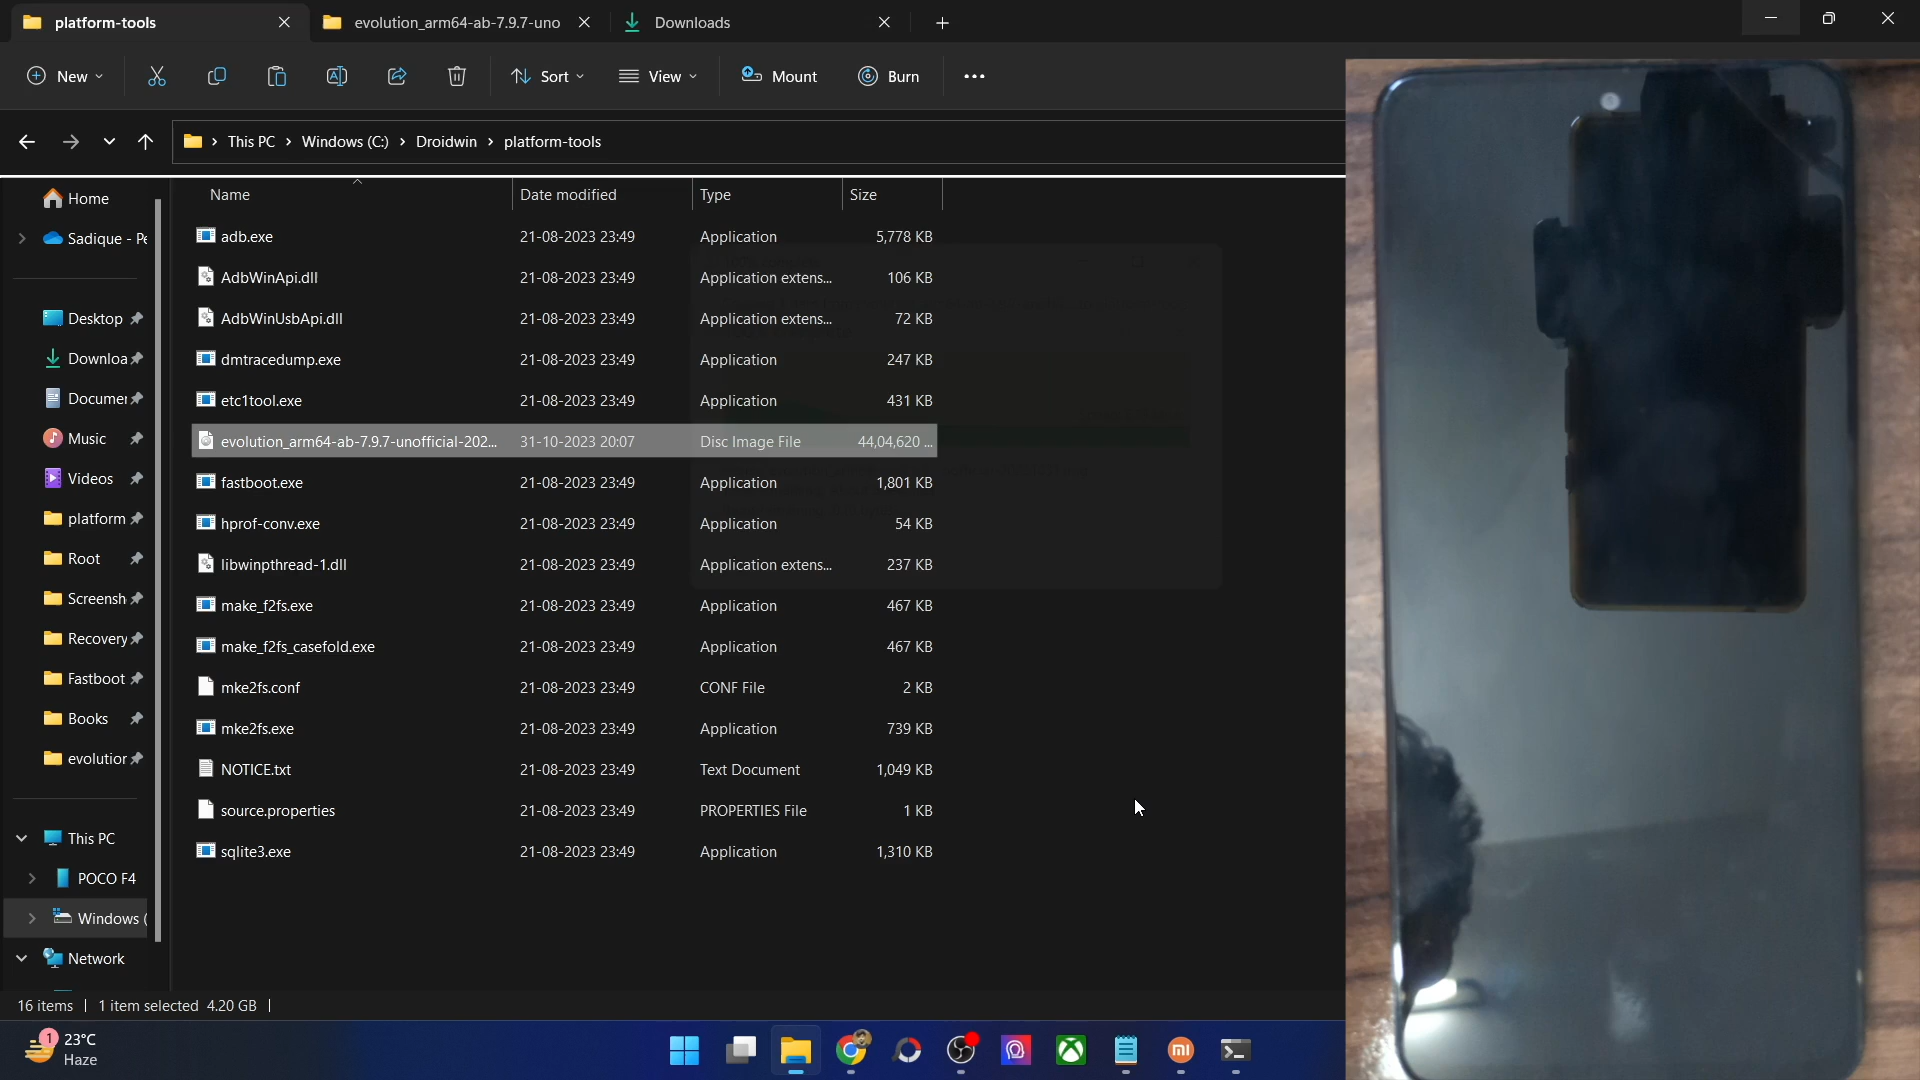 platform-tools
evolution_arm64-ab-7.9.7-uno
Downloads
New
Sort
View
Mount
Burn
This PC
Windows (C:)
Droidwin
platform-tools
Name
Date modified
Type
Size
Home
Sadique - Pe
Desktop
Downloa
Documer
Music
Videos
platform
Root
Screensh
Recovery
Fastboot
Books
evolutior
This PC
POCO F4
Windows (
Network
adb.exe 21-08-2023 23:49 Application 5,778 KB
AdbWinApi.dll 21-08-2023 23:49 Application extens... 106 KB
AdbWinUsbApi.dll 21-08-2023 23:49 Application extens... 72 KB
dmtracedump.exe 21-08-2023 23:49 Application 247 KB
etc1tool.exe 21-08-2023 23:49 Application 431 KB
evolution_arm64-ab-7.9.7-unofficial-202... 31-10-2023 20:07 Disc Image File 44,04,620 ...
fastboot.exe 21-08-2023 23:49 Application 1,801 KB
hprof-conv.exe 21-08-2023 23:49 Application 54 KB
libwinpthread-1.dll 21-08-2023 23:49 Application extens... 237 KB
make_f2fs.exe 21-08-2023 23:49 Application 467 KB
make_f2fs_casefold.exe 21-08-2023 23:49 Application 467 KB
mke2fs.conf 21-08-2023 23:49 CONF File 2 KB
mke2fs.exe 21-08-2023 23:49 Application 739 KB
NOTICE.txt 21-08-2023 23:49 Text Document 1,049 KB
source.properties 21-08-2023 23:49 PROPERTIES File 1 KB
sqlite3.exe 21-08-2023 23:49 Application 1,310 KB
16 items
1 item selected 4.20 GB
1
23°C
Haze